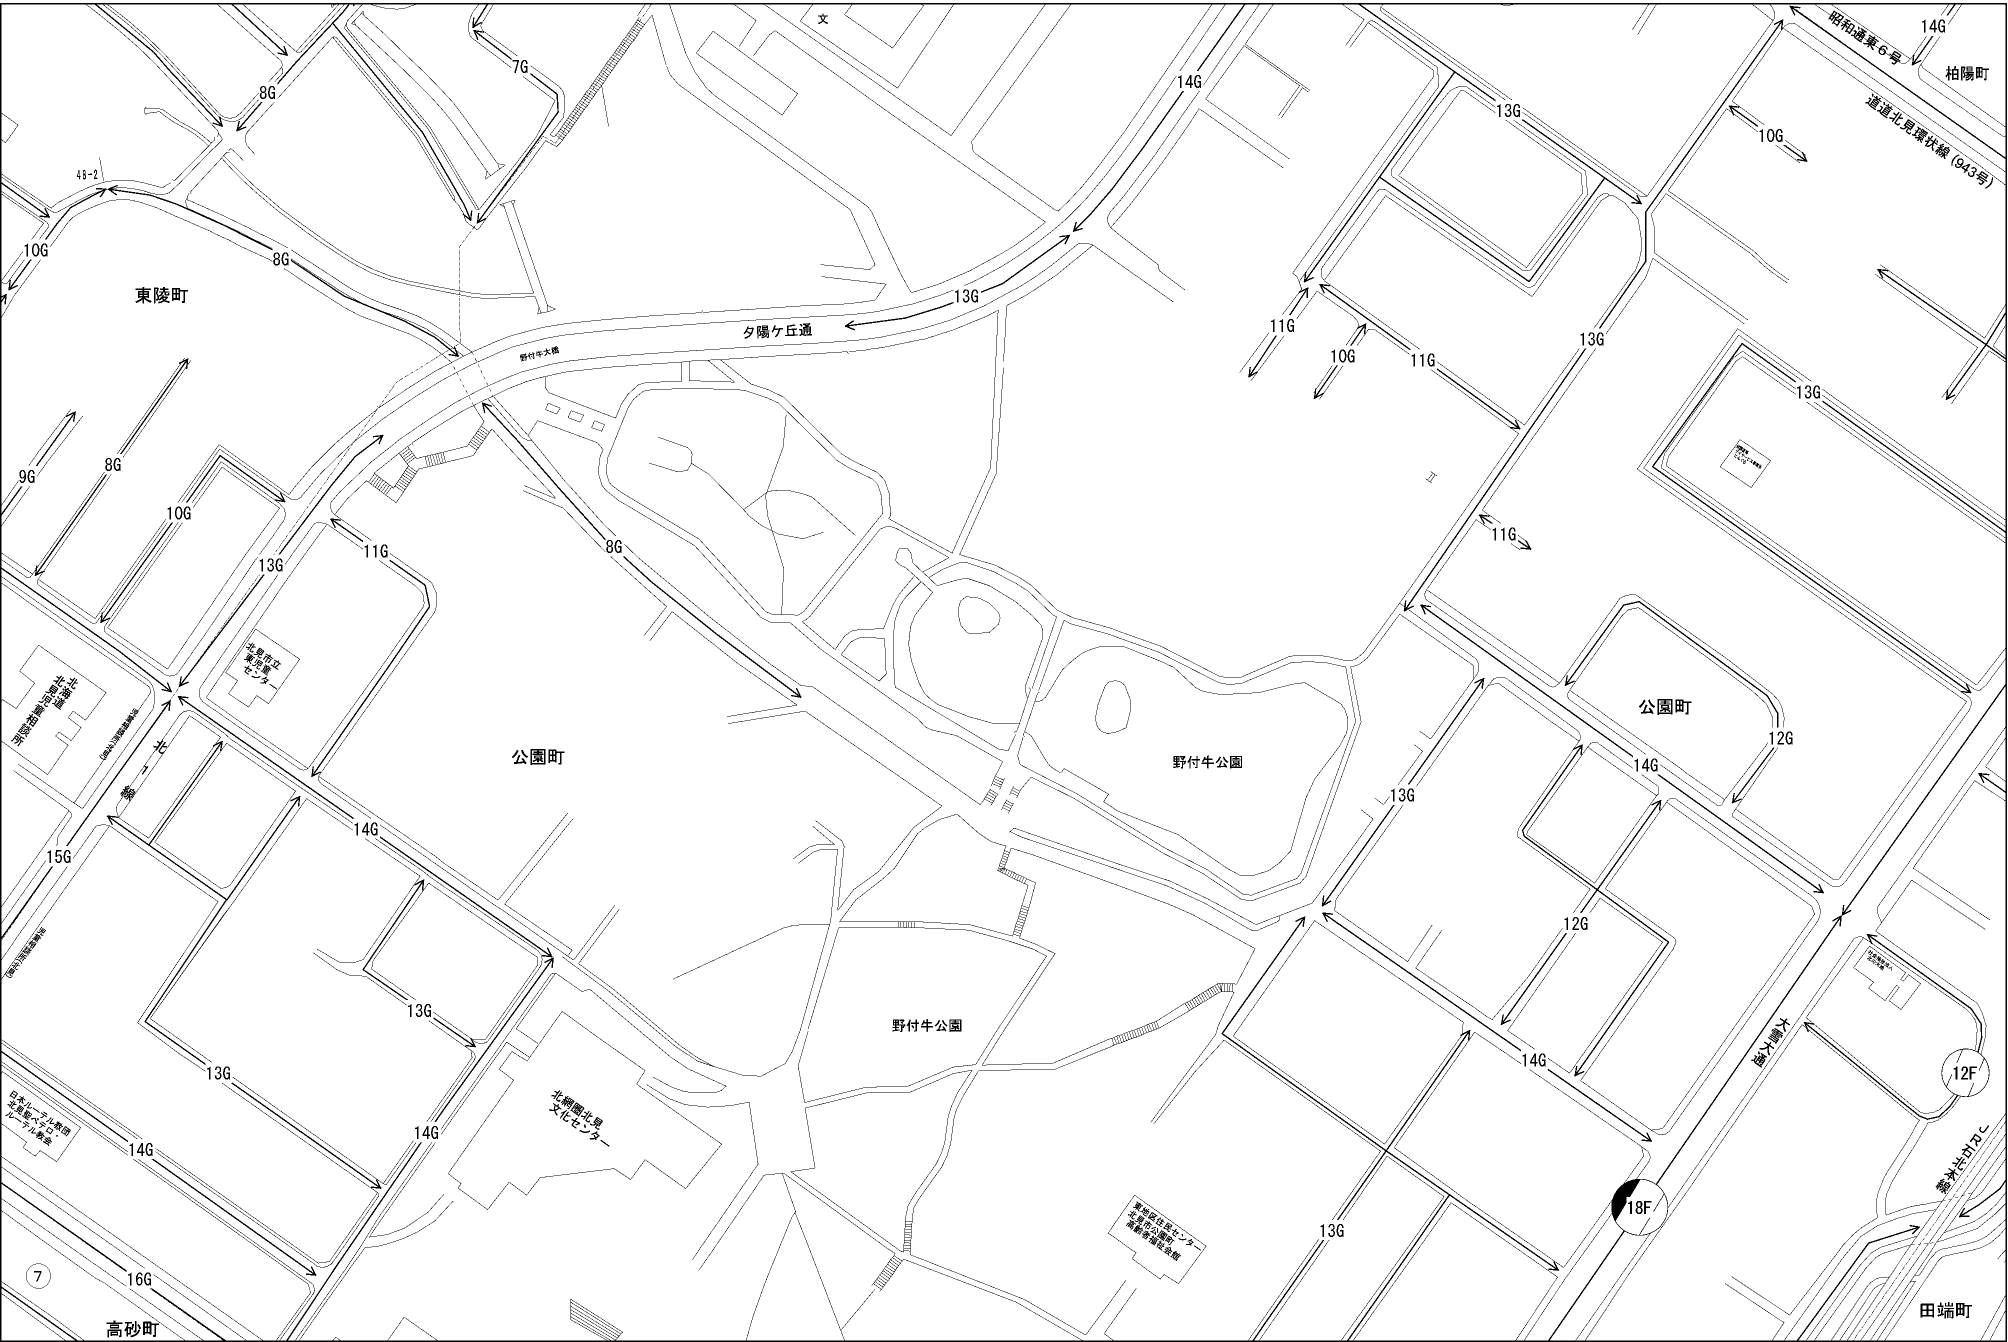 文
昭和通東6号
14G
柏陽町
7G
8G
14G
13G
道道北見環状線(943号)
10G
48-2
10G
8G
東陵町
13G
夕陽ケ丘通
野付牛大橋
11G
10G
11G
13G
13G
9G
8G
10G
11G
13G
8G
11G
北見市立
東児童
センター
北海道
北見児童相談所
北1線
公園町
野付牛公園
公園町
12G
14G
13G
14G
15G
12G
13G
野付牛公園
大雪大通
14G
12F
13G
北網圏北見
文化センター
14G
日本ルーテル教団
北見聖ペテロ・
ルーテル教会
14G
JR石北本線
18F
東地区住民センター
北見市公園町
高齢者福祉会館
13G
7
16G
高砂町
田端町